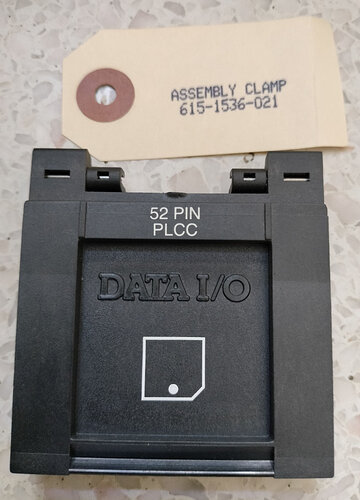 ASSEMBLY CLAMP
615-1536-021
52 PIN
PLCC
DATA I/O